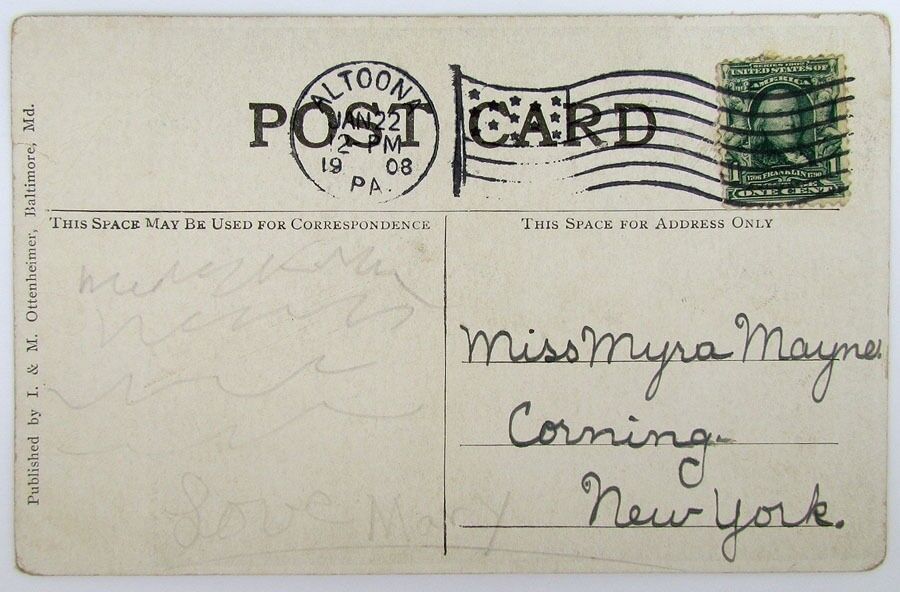 POST CARD
ALTOONA
JAN 22
2 PM
19 08
PA.
SERIES 1902
UNITED STATES OF
AMERICA
1706 FRANKLIN 1790
ONE CENT
THIS SPACE MAY BE USED FOR CORRESPONDENCE
THIS SPACE FOR ADDRESS ONLY
Published by I. & M. Ottenheimer, Baltimore, Md.
Miss Myra Mayne.
Corning
New York.
Love Mary